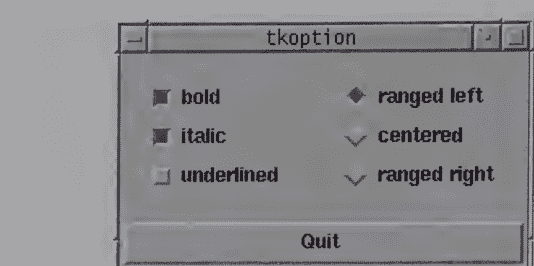 tkoption
bold
italic
underlined
ranged left
centered
ranged right
Quit